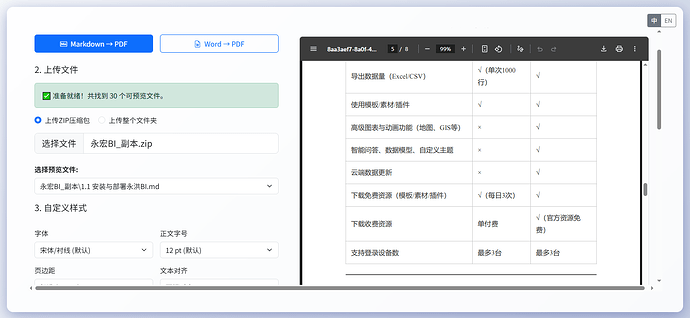 中 EN
Markdown → PDF
Word → PDF
2. 上传文件
✅ 准备就绪！共找到 30 个可预览文件。
上传ZIP压缩包 上传整个文件夹
选择文件 永宏BI_副本.zip
选择预览文件:
永宏BI_副本\1.1 安装与部署永洪BI.md
3. 自定义样式
字体 正文字号
宋体/衬线 (默认) 12 pt (默认)
页边距 文本对齐
8aa3aef7-8a0f-4... 5 / 8 99%
导出数据量（Excel/CSV） √（单次1000行） √
使用模板/素材/插件 √ √
高级图表与动画功能（地图、GIS等） × √
智能问答、数据模型、自定义主题 × √
云端数据更新 × √
下载免费资源（模板/素材/插件） √（每日3次） √
下载收费资源 单付费 √（官方资源免费）
支持登录设备数 最多3台 最多3台